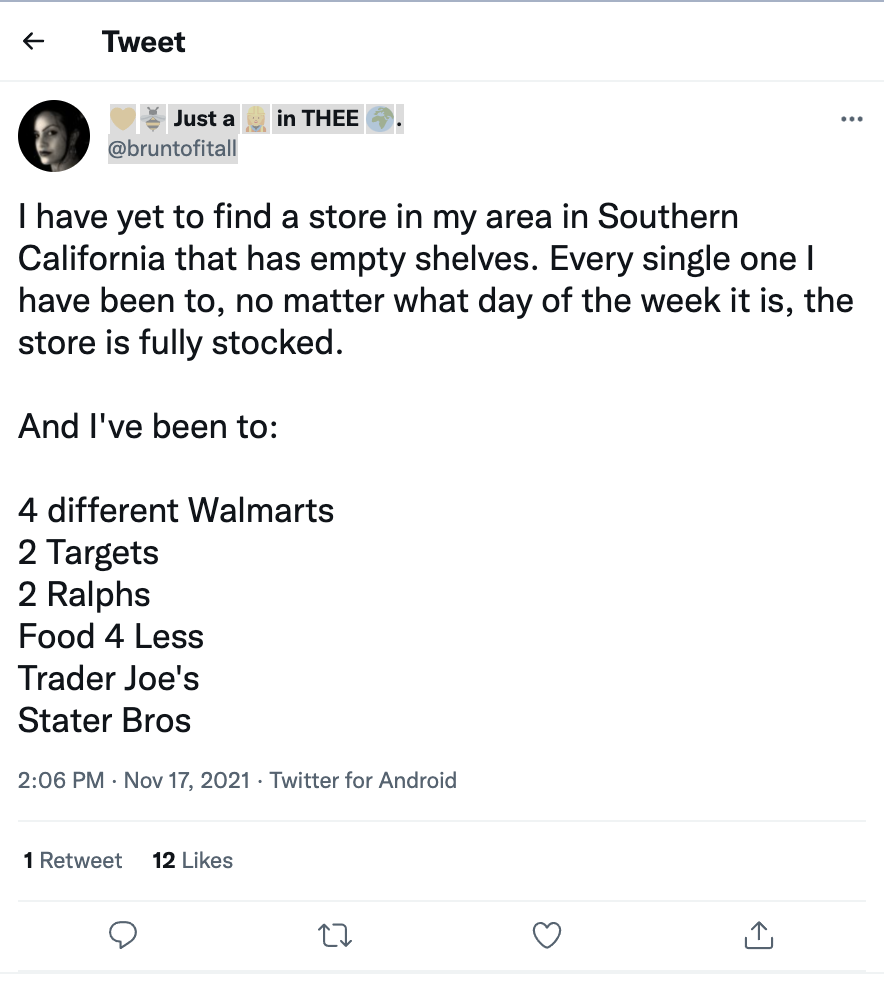 Tweet
💛🐝 Just a 👷🏼‍♀️ in THEE 🌍.
@bruntofitall
I have yet to find a store in my area in Southern
California that has empty shelves. Every single one I
have been to, no matter what day of the week it is, the
store is fully stocked.
And I've been to:
4 different Walmarts
2 Targets
2 Ralphs
Food 4 Less
Trader Joe's
Stater Bros
2:06 PM · Nov 17, 2021 · Twitter for Android
1 Retweet 12 Likes